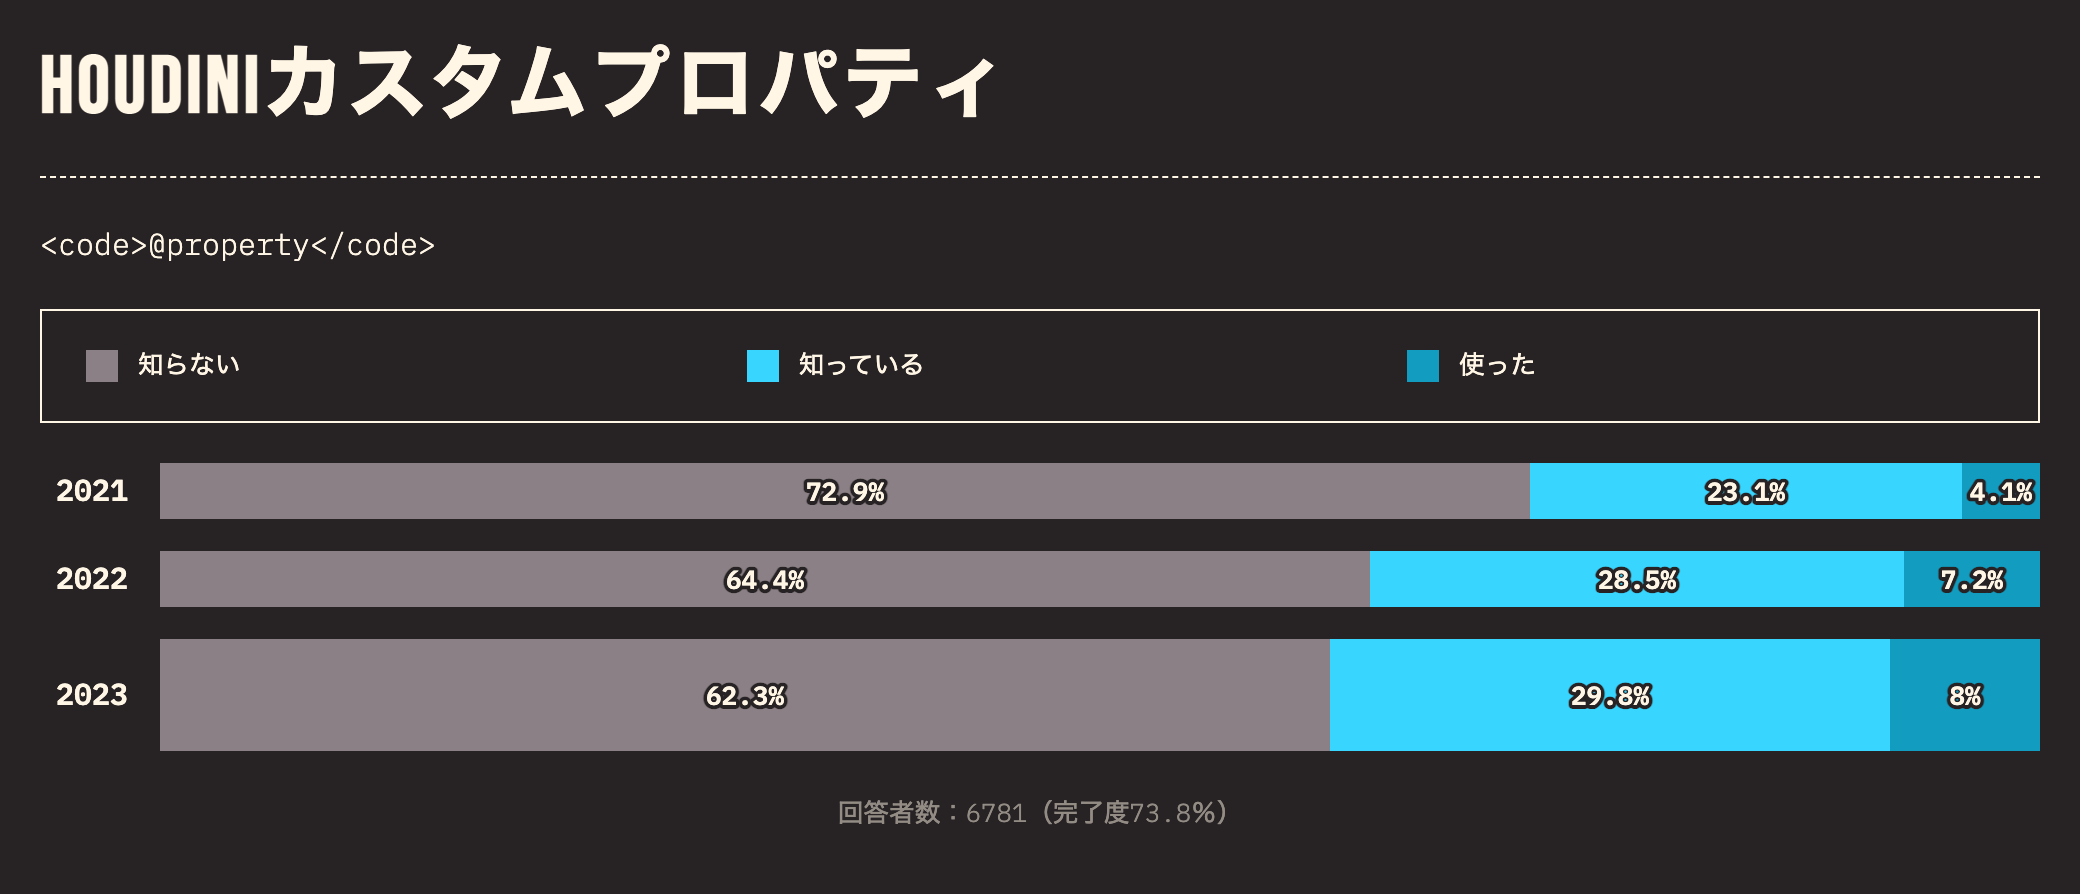 HOUDINIカスタムプロパティ
<code>@property</code>
知らない 知っている 使った
2021 72.9% 23.1% 4.1%
2022 64.4% 28.5% 7.2%
2023 62.3% 29.8% 8%
回答者数：6781（完了度73.8%）